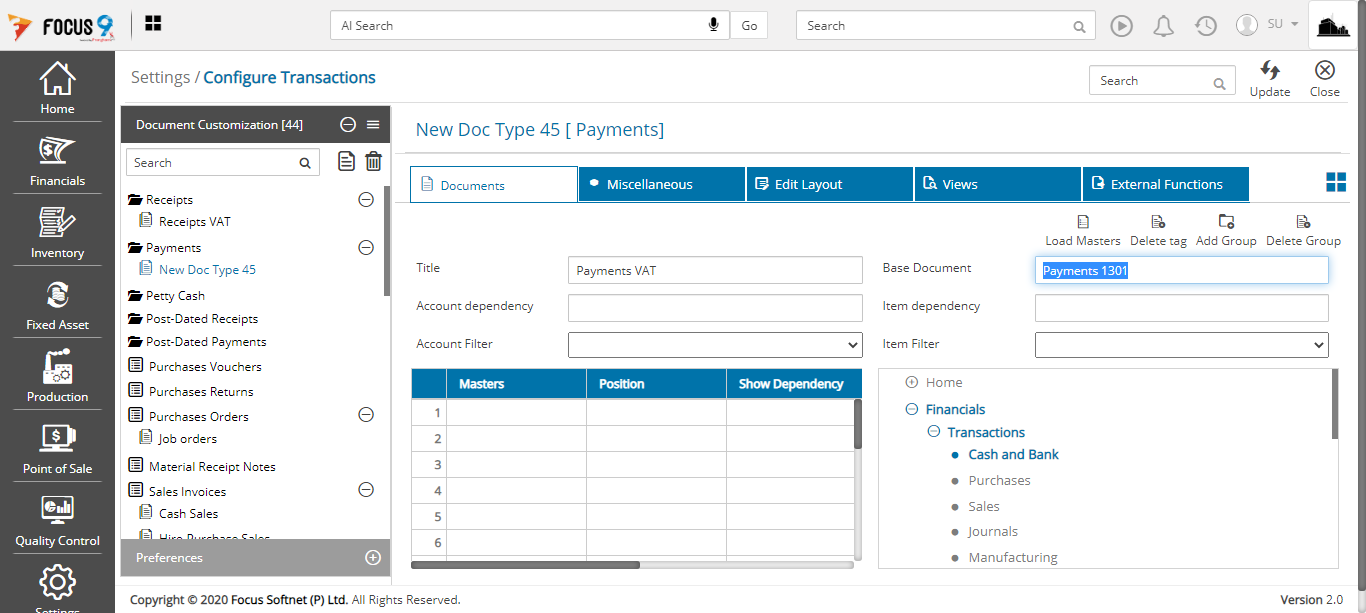 FOCUS 9
AI Search
Go
Search
SU
Home
Financials
Inventory
Fixed Asset
Production
Point of Sale
Quality Control
Settings
Settings / Configure Transactions
Search
Update
Close
Document Customization [44]
Search
Receipts
Receipts VAT
Payments
New Doc Type 45
Petty Cash
Post-Dated Receipts
Post-Dated Payments
Purchases Vouchers
Purchases Returns
Purchases Orders
Job orders
Material Receipt Notes
Sales Invoices
Cash Sales
Hire Purchase Sales
Preferences
New Doc Type 45 [ Payments]
Documents
Miscellaneous
Edit Layout
Views
External Functions
Load Masters
Delete tag
Add Group
Delete Group
Title
Payments VAT
Base Document
Payments 1301
Account dependency
Item dependency
Account Filter
Item Filter
Masters
Position
Show Dependency
1
2
3
4
5
6
Home
Financials
Transactions
Cash and Bank
Purchases
Sales
Journals
Manufacturing
Copyright © 2020 Focus Softnet (P) Ltd. All Rights Reserved.
Version 2.0